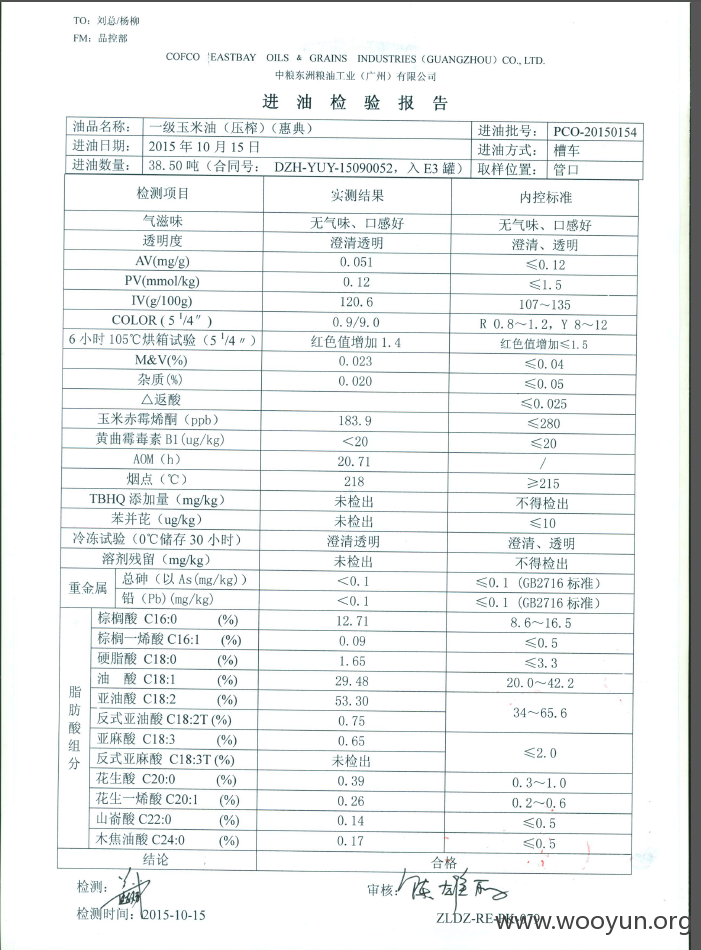 TO：刘总/杨柳
FM：品控部
COFCO EASTBAY OILS & GRAINS INDUSTRIES（GUANGZHOU）CO., LTD.
中粮东洲粮油工业（广州）有限公司
进 油 检 验 报 告
油品名称： 一级玉米油（压榨）（惠典） 进油批号： PCO-20150154
进油日期： 2015 年 10 月 15 日 进油方式： 槽车
进油数量： 38.50 吨（合同号： DZH-YUY-15090052，入 E3 罐） 取样位置： 管口
检测项目 实测结果 内控标准
气滋味 无气味、口感好 无气味、口感好
透明度 澄清透明 澄清、透明
AV(mg/g) 0.051 ≤0.12
PV(mmol/kg) 0.12 ≤1.5
IV(g/100g) 120.6 107～135
COLOR ( 5 1/4″ ) 0.9/9.0 R 0.8～1.2，Y 8～12
6 小时 105℃烘箱试验（5 1/4 〃） 红色值增加 1.4 红色值增加≤1.5
M&V(%) 0.023 ≤0.04
杂质(%) 0.020 ≤0.05
△返酸 ≤0.025
玉米赤霉烯酮（ppb） 183.9 ≤280
黄曲霉毒素 B1(ug/kg) ＜20 ≤20
AOM（h） 20.71 /
烟点（℃） 218 ≥215
TBHQ 添加量（mg/kg） 未检出 不得检出
苯并芘（ug/kg） 未检出 ≤10
冷冻试验（0℃储存 30 小时） 澄清透明 澄清、透明
溶剂残留（mg/kg） 未检出 不得检出
重金属 总砷（以 As(mg/kg)） ＜0.1 ≤0.1 (GB2716 标准）
铅（Pb)(mg/kg) ＜0.1 ≤0.1 (GB2716 标准）
脂肪酸组分 棕榈酸 C16:0 (%) 12.71 8.6～16.5
棕榈一烯酸 C16:1 (%) 0.09 ≤0.5
硬脂酸 C18:0 (%) 1.65 ≤3.3
油 酸 C18:1 (%) 29.48 20.0～42.2
亚油酸 C18:2 (%) 53.30 34～65.6
反式亚油酸 C18:2T (%) 0.75
亚麻酸 C18:3 (%) 0.65 ≤2.0
反式亚麻酸 C18:3T (%) 未检出
花生酸 C20:0 (%) 0.39 0.3～1.0
花生一烯酸 C20:1 (%) 0.26 0.2～0.6
山嵛酸 C22:0 (%) 0.14 ≤0.5
木焦油酸 C24:0 (%) 0.17 ≤0.5
结论 合格
检测： 审核：陈雄
检测时间：2015-10-15 ZLDZ-RE-PK-072
www.wooyun.org